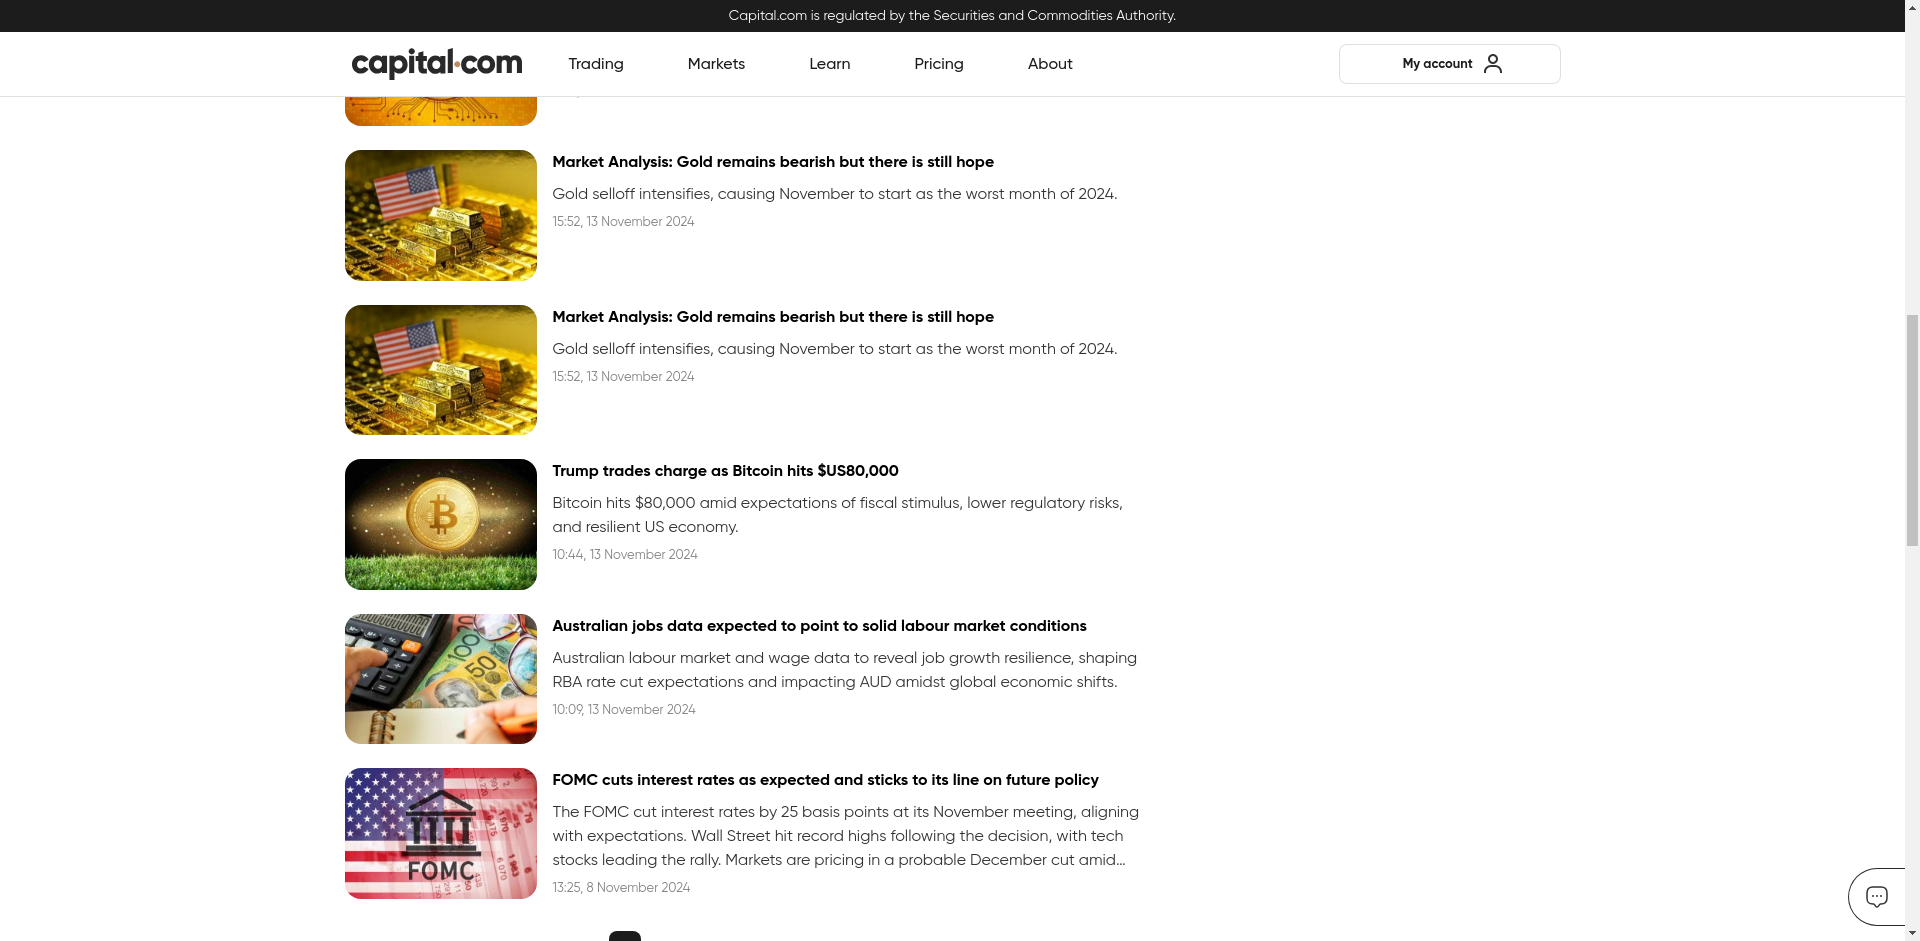 Capital.com is regulated by the Securities and Commodities Authority.
capital.com
Trading
Markets
Learn
Pricing
About
My account
Market Analysis: Gold remains bearish but there is still hope
Gold selloff intensifies, causing November to start as the worst month of 2024.
15:52, 13 November 2024
Market Analysis: Gold remains bearish but there is still hope
Gold selloff intensifies, causing November to start as the worst month of 2024.
15:52, 13 November 2024
Trump trades charge as Bitcoin hits $US80,000
Bitcoin hits $80,000 amid expectations of fiscal stimulus, lower regulatory risks,
and resilient US economy.
10:44, 13 November 2024
100
50
Australian jobs data expected to point to solid labour market conditions
Australian labour market and wage data to reveal job growth resilience, shaping
RBA rate cut expectations and impacting AUD amidst global economic shifts.
10:09, 13 November 2024
FOMC
FOMC cuts interest rates as expected and sticks to its line on future policy
The FOMC cut interest rates by 25 basis points at its November meeting, aligning
with expectations. Wall Street hit record highs following the decision, with tech
stocks leading the rally. Markets are pricing in a probable December cut amid...
13:25, 8 November 2024